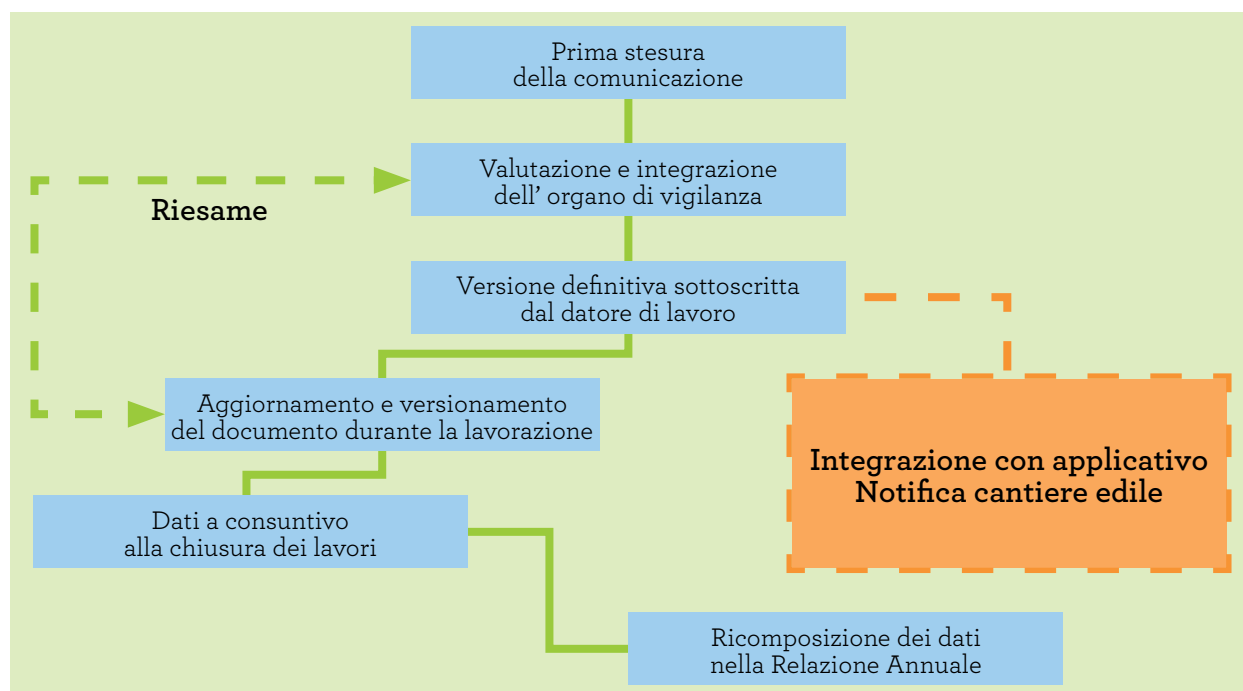 Prima stesura
della comunicazione
Valutazione e integrazione
dell' organo di vigilanza
Riesame
Versione definitiva sottoscritta
dal datore di lavoro
Aggiornamento e versionamento
del documento durante la lavorazione
Integrazione con applicativo
Notifica cantiere edile
Dati a consuntivo
alla chiusura dei lavori
Ricomposizione dei dati
nella Relazione Annuale